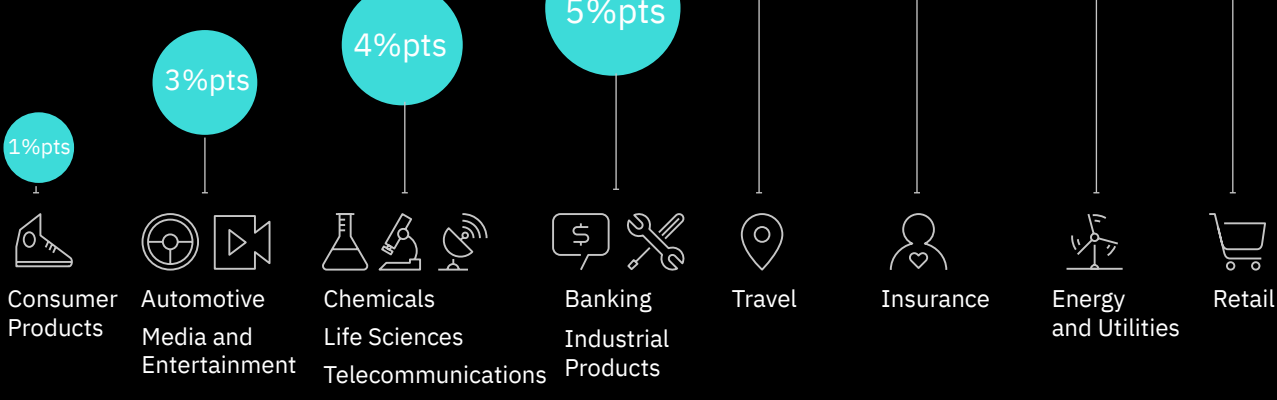 5%pts
4%pts
3%pts
1%pts
$
Consumer
Products
Automotive
Media and
Entertainment
Chemicals
Life Sciences
Telecommunications
Banking
Industrial
Products
Travel
Insurance
Energy
and Utilities
Retail